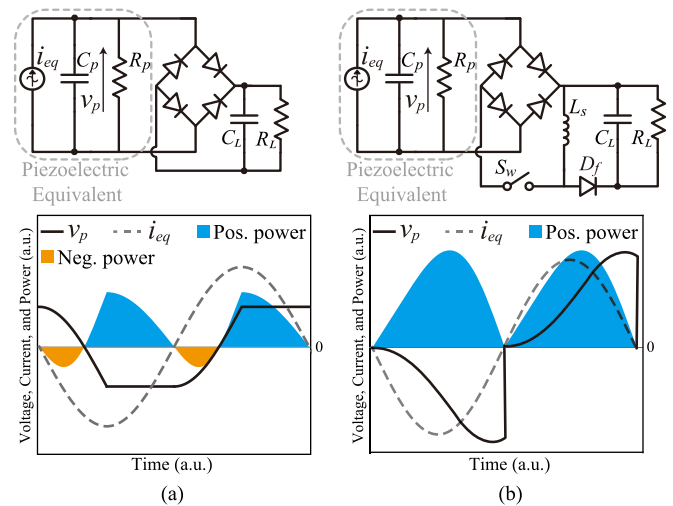 i_eq C_p v_p R_p C_L R_L
Piezoelectric
Equivalent
i_eq C_p v_p R_p L_s C_L R_L
S_w D_f
Piezoelectric
Equivalent
Voltage, Current, and Power (a.u.)
v_p i_eq Pos. power
Neg. power
0
Time (a.u.)
(a)
Voltage, Current, and Power (a.u.)
v_p i_eq Pos. power
0
Time (a.u.)
(b)